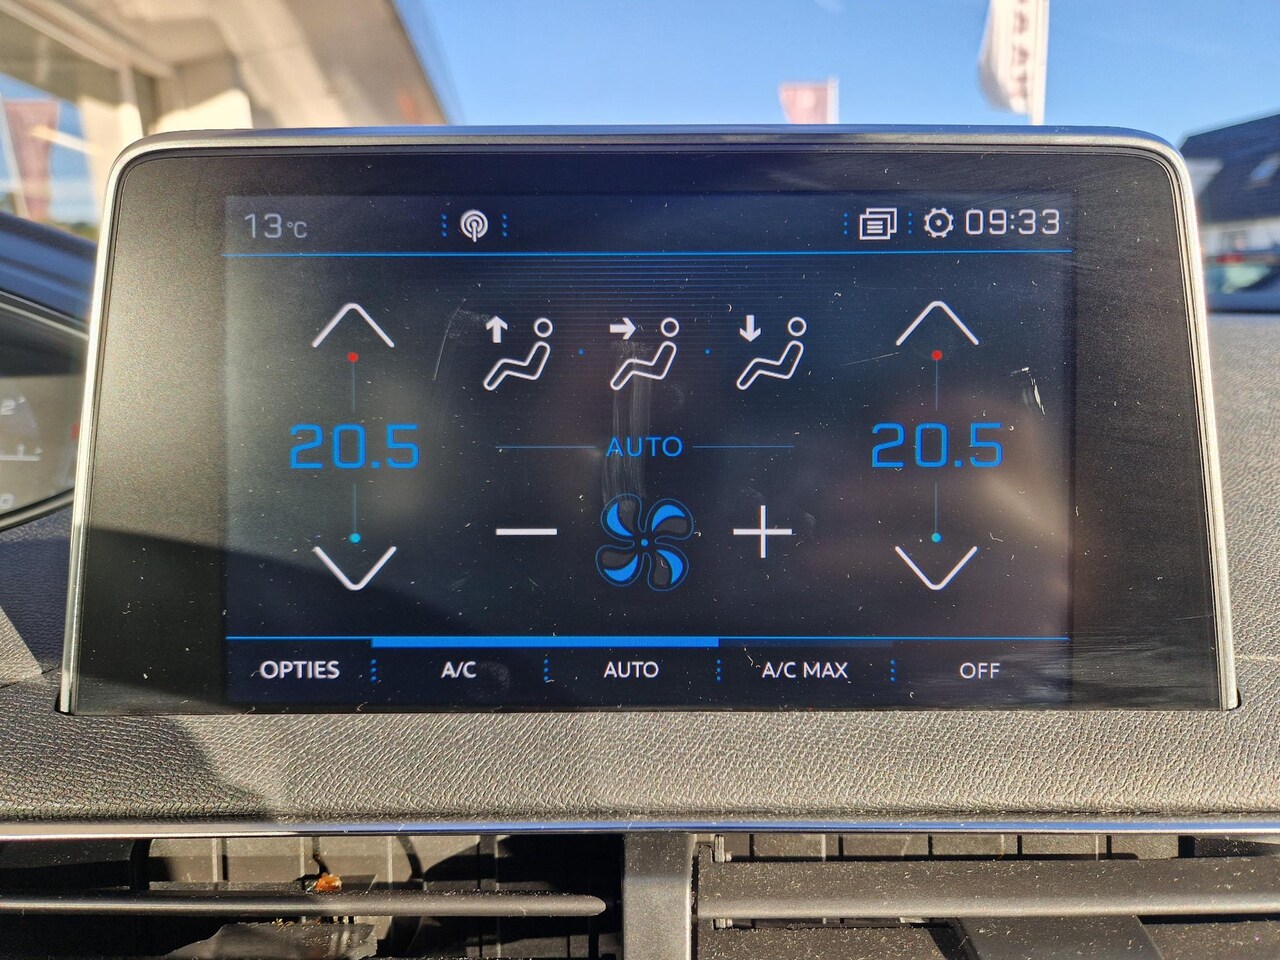 13°C 09:33
20.5 AUTO 20.5
OPTIES A/C AUTO A/C MAX OFF